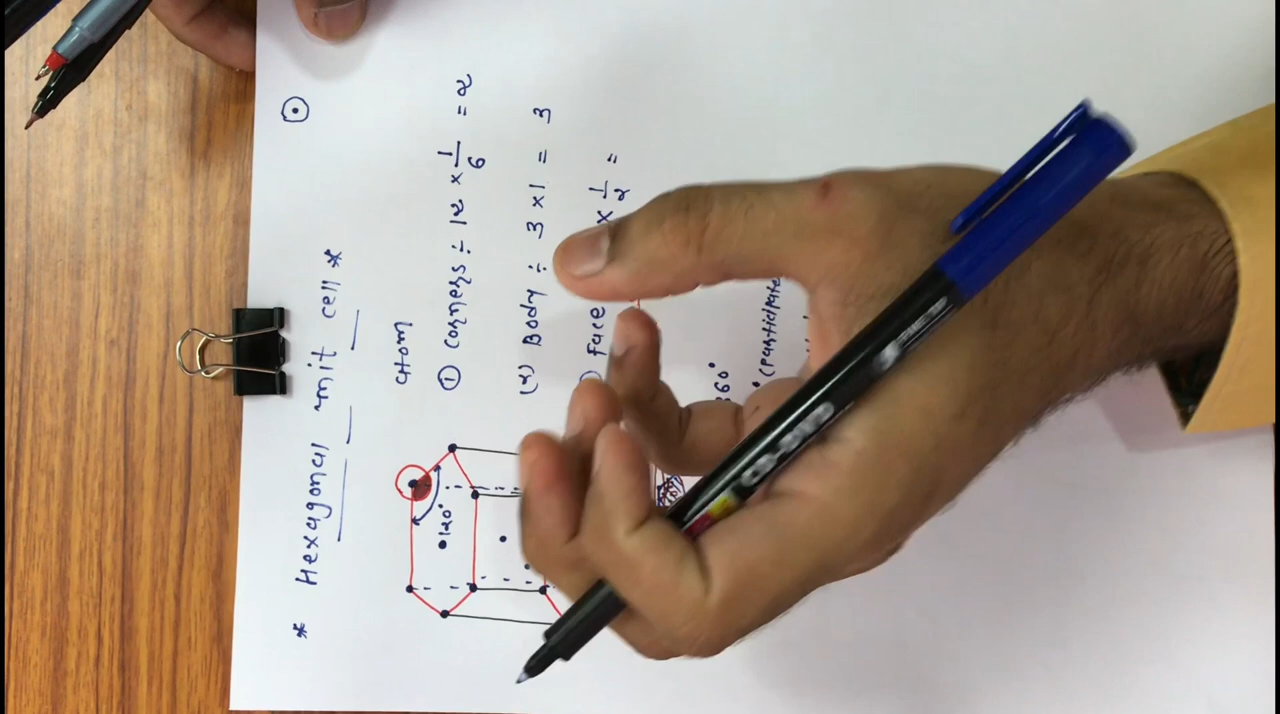 * Hexagonal unit cell *
Atom
① Corners ÷ 12 × 1/6 = 2
(2) Body ÷ 3 × 1 = 3
) Face × 1/2 =
120°
360°
° (Participate